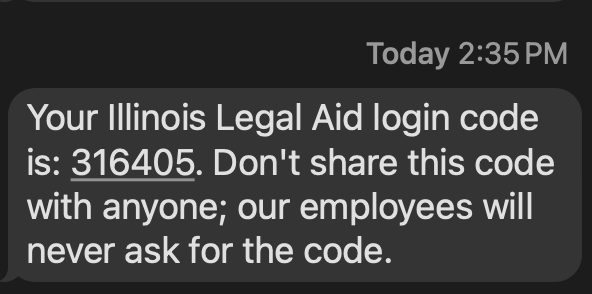 Today 2:35 PM
Your Illinois Legal Aid login code
is: 316405. Don't share this code
with anyone; our employees will
never ask for the code.